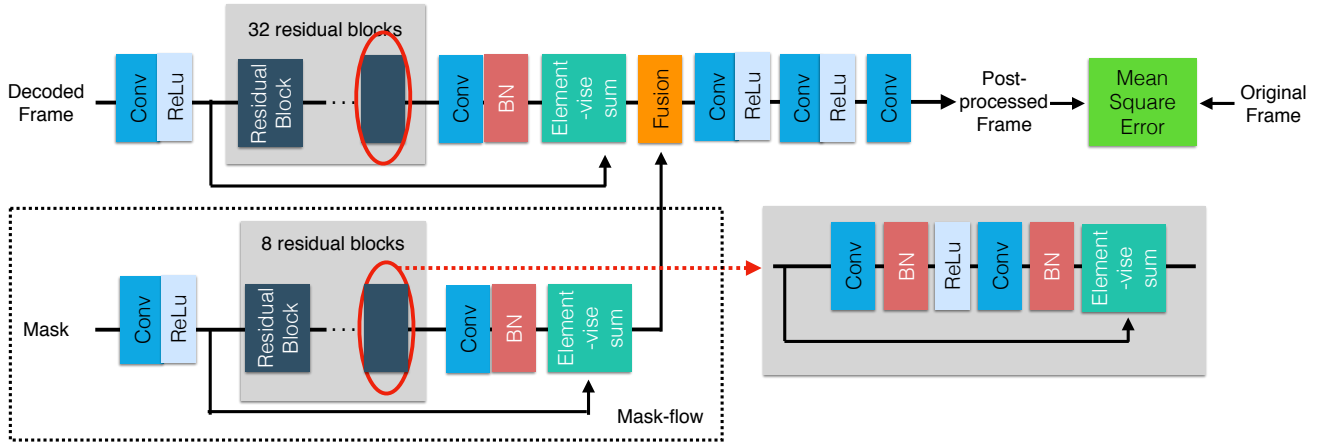 32 residual blocks
Decoded
Frame
Conv
ReLu
Residual
Block
...
Conv
BN
Element
-vise
sum
Fusion
Conv
ReLu
Conv
ReLu
Conv
Post-
processed
Frame
Mean
Square
Error
Original
Frame
8 residual blocks
Mask
Conv
ReLu
Residual
Block
...
Conv
BN
Element
-vise
sum
Mask-flow
Conv
BN
ReLu
Conv
BN
Element
-vise
sum